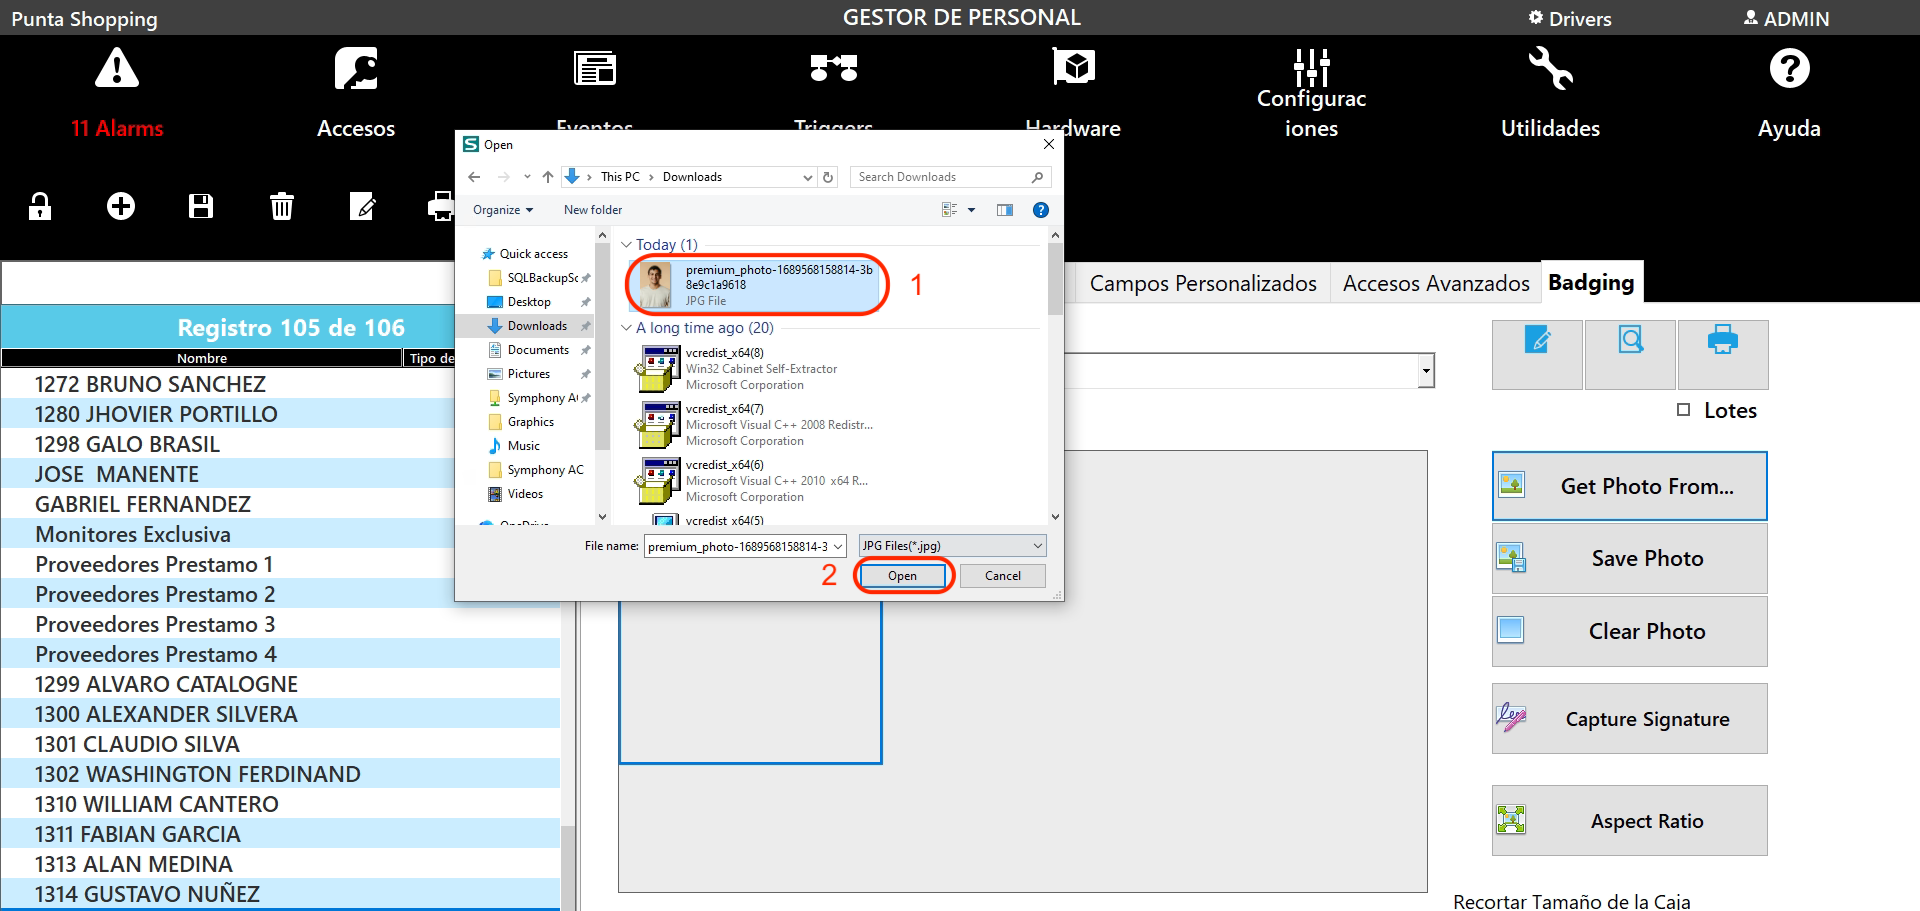 Punta Shopping
GESTOR DE PERSONAL
Drivers
ADMIN
11 Alarms
Accesos
Eventos
Triggers
Hardware
Configurac
iones
Utilidades
Ayuda
Open
This PC
Downloads
Search Downloads
Organize
New folder
Quick access
SQLBackupSc
Desktop
Downloads
Documents
Pictures
Symphony A
Graphics
Music
Symphony AC
Videos
OneDrive
Today (1)
premium_photo-1689568158814-3b
8e9c1a9618
JPG File
1
A long time ago (20)
vcredist_x64(8)
Win32 Cabinet Self-Extractor
Microsoft Corporation
vcredist_x64(7)
Microsoft Visual C++ 2008 Redistr...
Microsoft Corporation
vcredist_x64(6)
Microsoft Visual C++ 2010 x64 R...
Microsoft Corporation
vcredist_x64(5)
File name:
premium_photo-1689568158814-3
JPG Files(*.jpg)
2
Open
Cancel
Campos Personalizados
Accesos Avanzados
Badging
Registro 105 de 106
Nombre
Tipo de
1272 BRUNO SANCHEZ
1280 JHOVIER PORTILLO
1298 GALO BRASIL
JOSE  MANENTE
GABRIEL FERNANDEZ
Monitores Exclusiva
Proveedores Prestamo 1
Proveedores Prestamo 2
Proveedores Prestamo 3
Proveedores Prestamo 4
1299 ALVARO CATALOGNE
1300 ALEXANDER SILVERA
1301 CLAUDIO SILVA
1302 WASHINGTON FERDINAND
1310 WILLIAM CANTERO
1311 FABIAN GARCIA
1313 ALAN MEDINA
1314 GUSTAVO NUÑEZ
Lotes
Get Photo From...
Save Photo
Clear Photo
Capture Signature
Aspect Ratio
Recortar Tamaño de la Caja